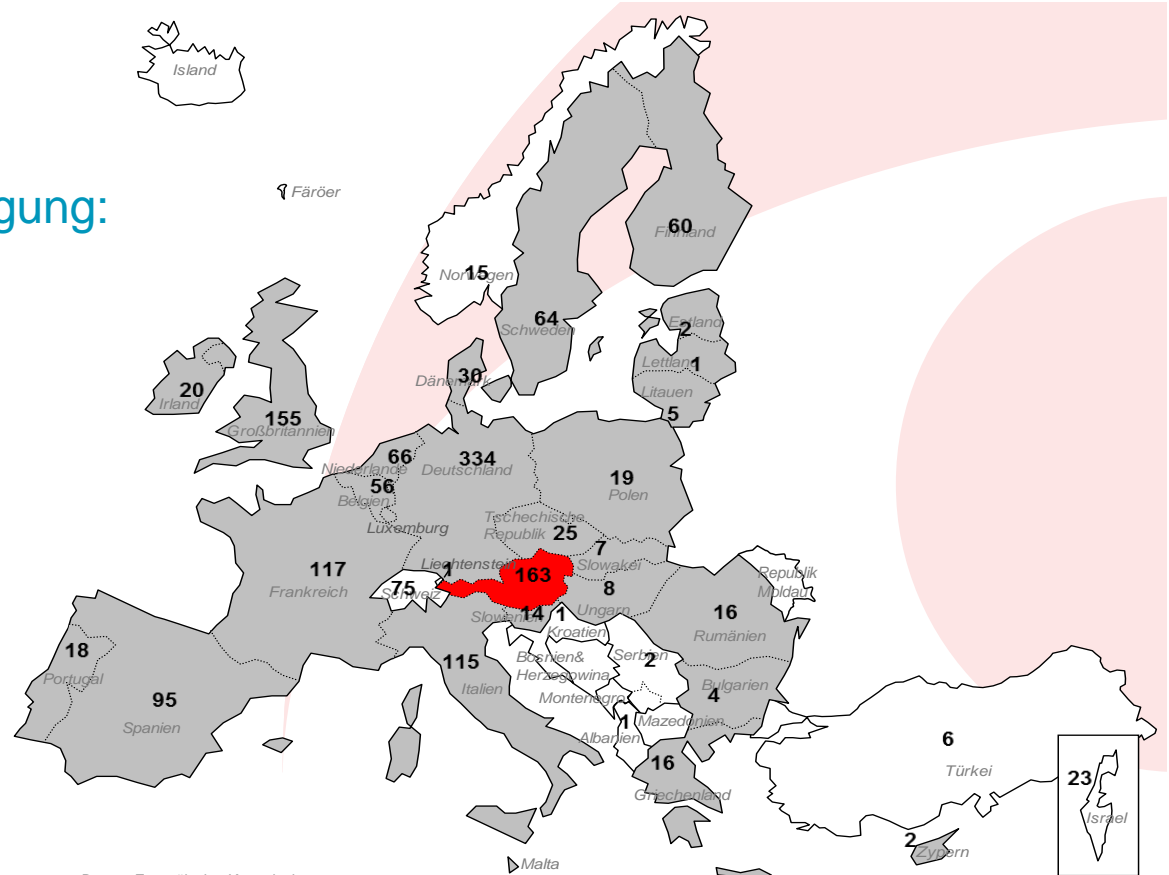 Island
Färöer
gung:
60
Finnland
15
Norwegen
64
Schweden
2
Estland
Lettland
1
Litauen
5
30
Dänemark
20
Irland
155
Großbritannien
66
Niederlande
56
Belgien
334
Deutschland
19
Polen
Luxemburg
Tschechische
Republik
25
7
Slowakei
Liechtenstein
1
163
117
Frankreich
75
Schweiz
8
Ungarn
Republik
Moldau
14
Slowenien
1
Kroatien
16
Rumänien
18
Portugal
95
Spanien
115
Italien
Bosnien&
Herzegowina
Serbien
2
Montenegro
Bulgarien
4
1
Albanien
Mazedonien
16
Griechenland
6
Türkei
23
Israel
2
Zypern
Malta